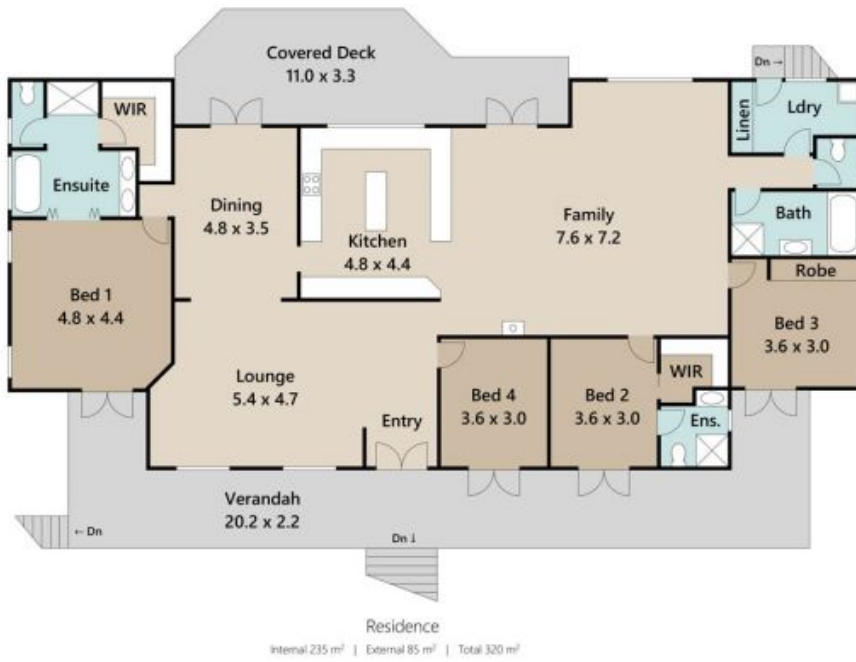 Covered Deck
11.0 x 3.3
Dn →
WIR
Linen
Ldry
Ensuite
Dining
4.8 x 3.5
Kitchen
4.8 x 4.4
Family
7.6 x 7.2
Bath
Robe
Bed 1
4.8 x 4.4
Bed 3
3.6 x 3.0
Lounge
5.4 x 4.7
Entry
Bed 4
3.6 x 3.0
Bed 2
3.6 x 3.0
WIR
Ens.
Verandah
20.2 x 2.2
← Dn
Dn ↓
Residence
Internal 235 m² | External 85 m² | Total 320 m²